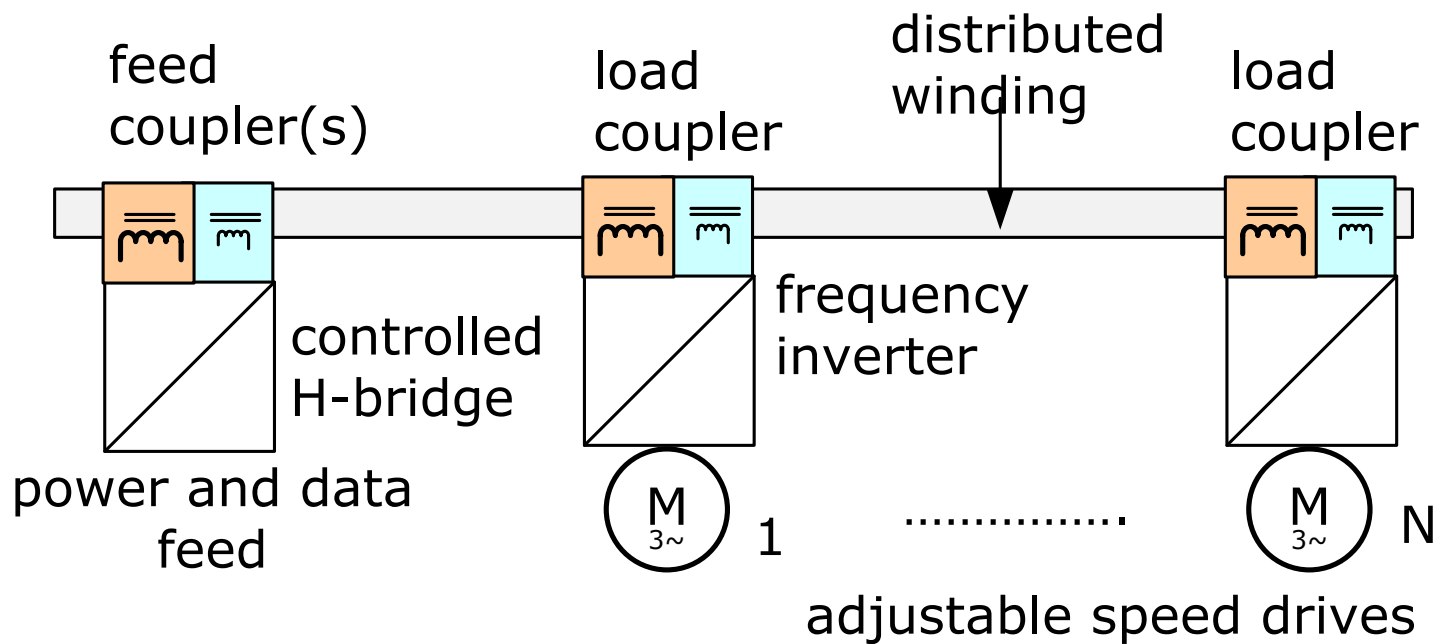 feed
coupler(s)
load
coupler
distributed
winding
load
coupler
controlled
H-bridge
frequency
inverter
power and data
feed
M
3~
1
................
M
3~
N
adjustable speed drives